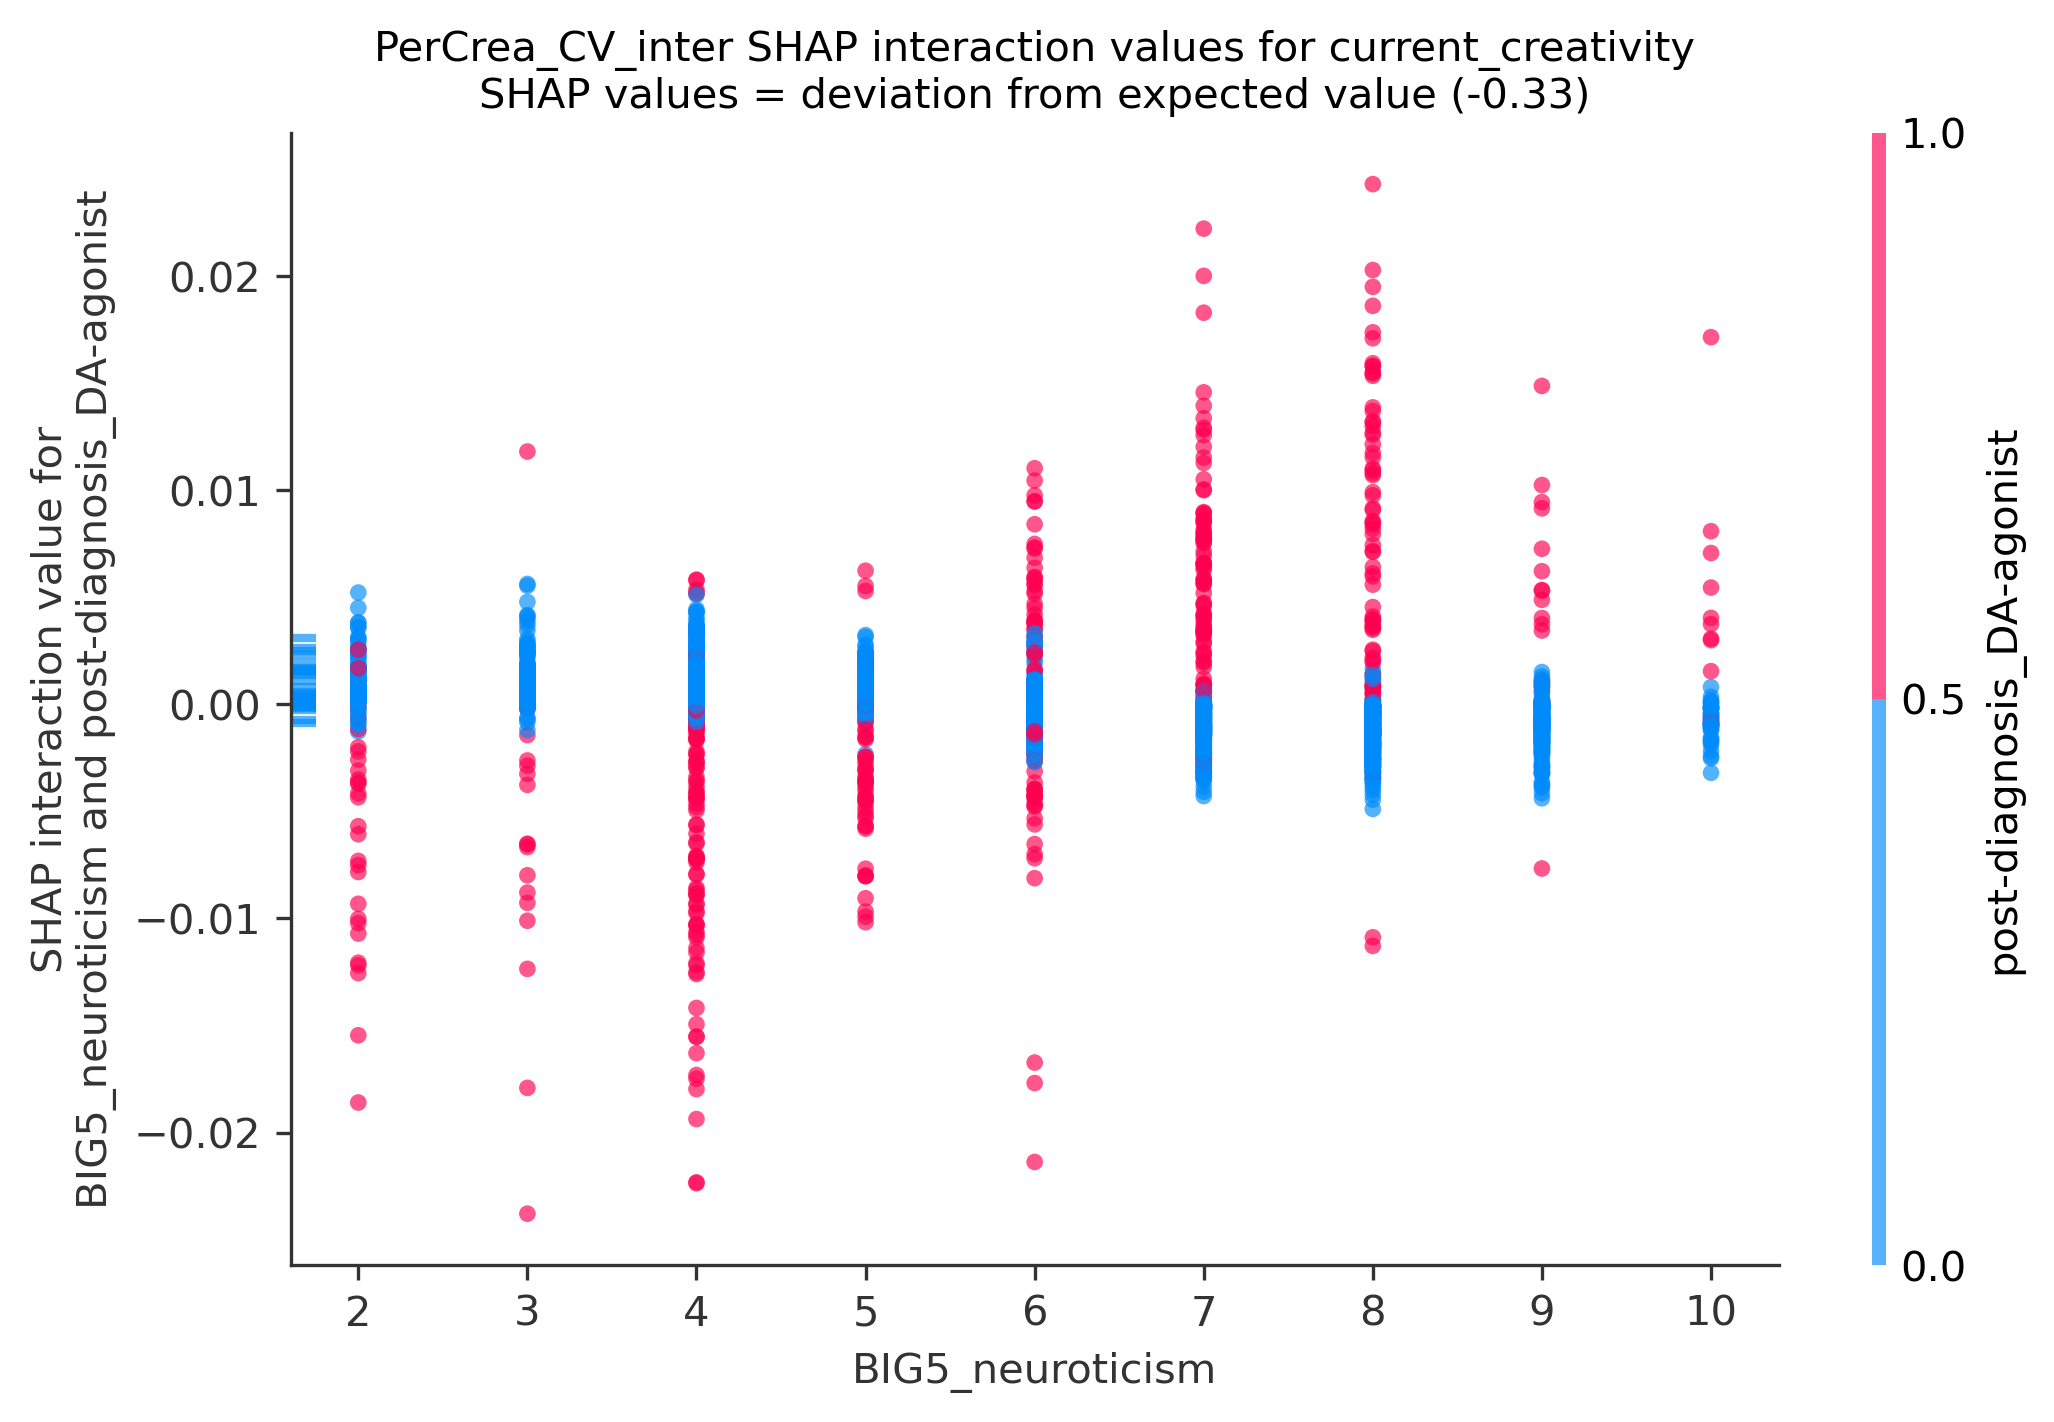 PerCrea_CV_inter SHAP interaction values for current_creativity
SHAP values = deviation from expected value (-0.33)
SHAP interaction value for
BIG5_neuroticism and post-diagnosis_DA-agonist
0.02
0.01
0.00
−0.01
−0.02
2 3 4 5 6 7 8 9 10
BIG5_neuroticism
1.0
0.5
0.0
post-diagnosis_DA-agonist